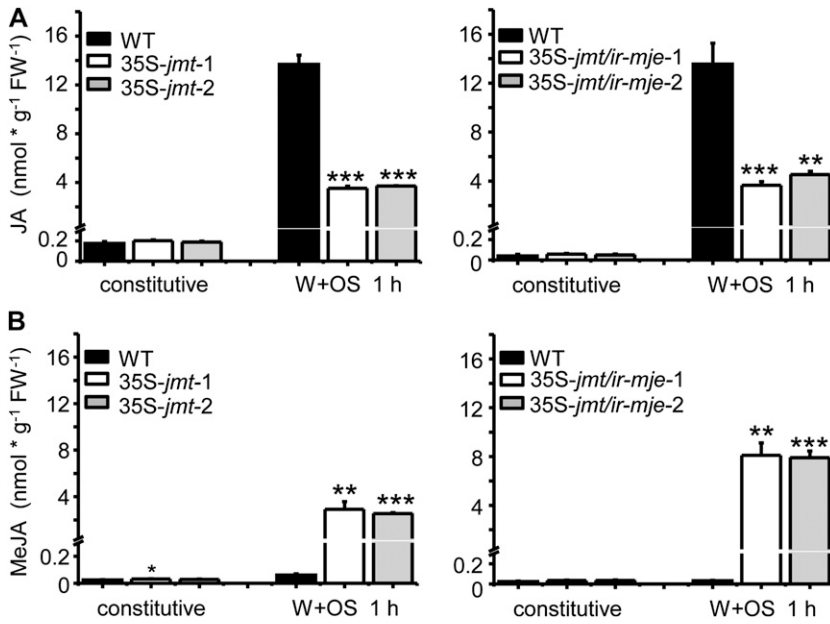 A
JA (nmol * g⁻¹ FW⁻¹)
16
12
8
4
0.2
0
WT
35S-jmt-1
35S-jmt-2
***
***
constitutive
W+OS 1 h
16
12
8
4
0.2
0
WT
35S-jmt/ir-mje-1
35S-jmt/ir-mje-2
***
**
constitutive
W+OS 1 h
B
MeJA (nmol * g⁻¹ FW⁻¹)
16
12
8
4
0.2
0
WT
35S-jmt-1
35S-jmt-2
*
**
***
constitutive
W+OS 1 h
16
12
8
4
0.2
0
WT
35S-jmt/ir-mje-1
35S-jmt/ir-mje-2
**
***
constitutive
W+OS 1 h